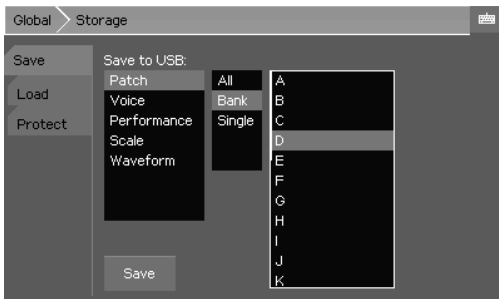 Global Storage
Save
Load
Protect
Save to USB:
Patch
Voice
Performance
Scale
Waveform
All
Bank
Single
A
B
C
D
E
F
G
H
I
J
K
Save